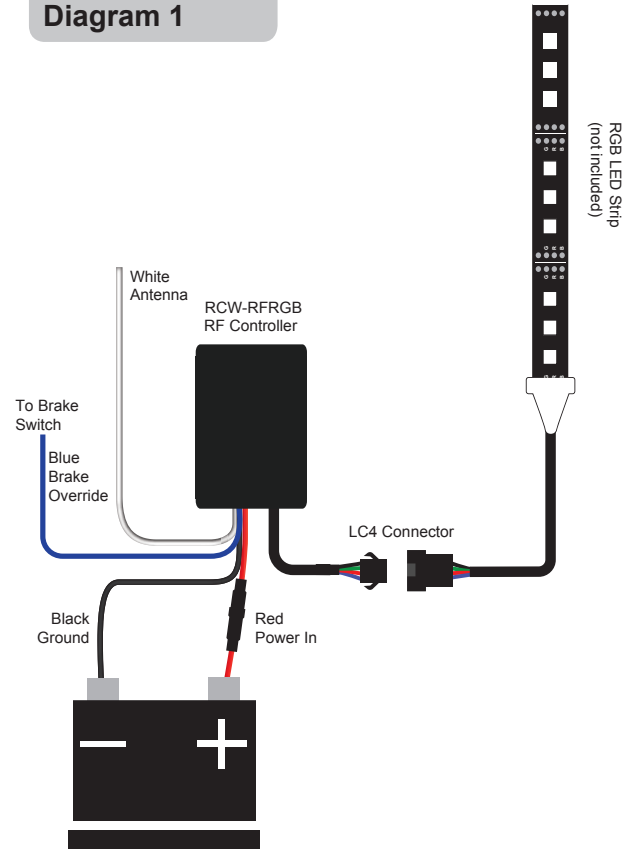 Diagram 1
RGB LED Strip
(not included)
White
Antenna
RCW-RFRGB
RF Controller
To Brake
Switch
Blue
Brake
Override
LC4 Connector
Black
Ground
Red
Power In